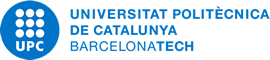 UPC
UNIVERSITAT POLITÈCNICA
DE CATALUNYA
BARCELONATECH